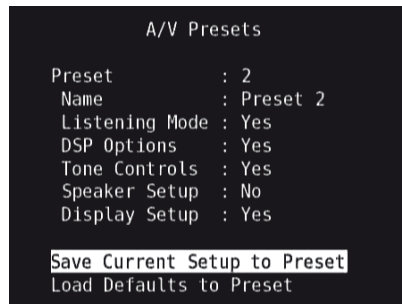 A/V Presets
Preset : 2
Name : Preset 2
Listening Mode : Yes
DSP Options : Yes
Tone Controls : Yes
Speaker Setup : No
Display Setup : Yes
Save Current Setup to Preset
Load Defaults to Preset